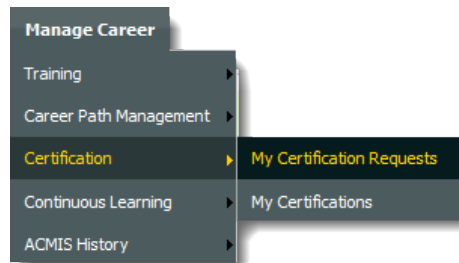 Manage Career
Training
Career Path Management
Certification
My Certification Requests
Continuous Learning
My Certifications
ACMIS History